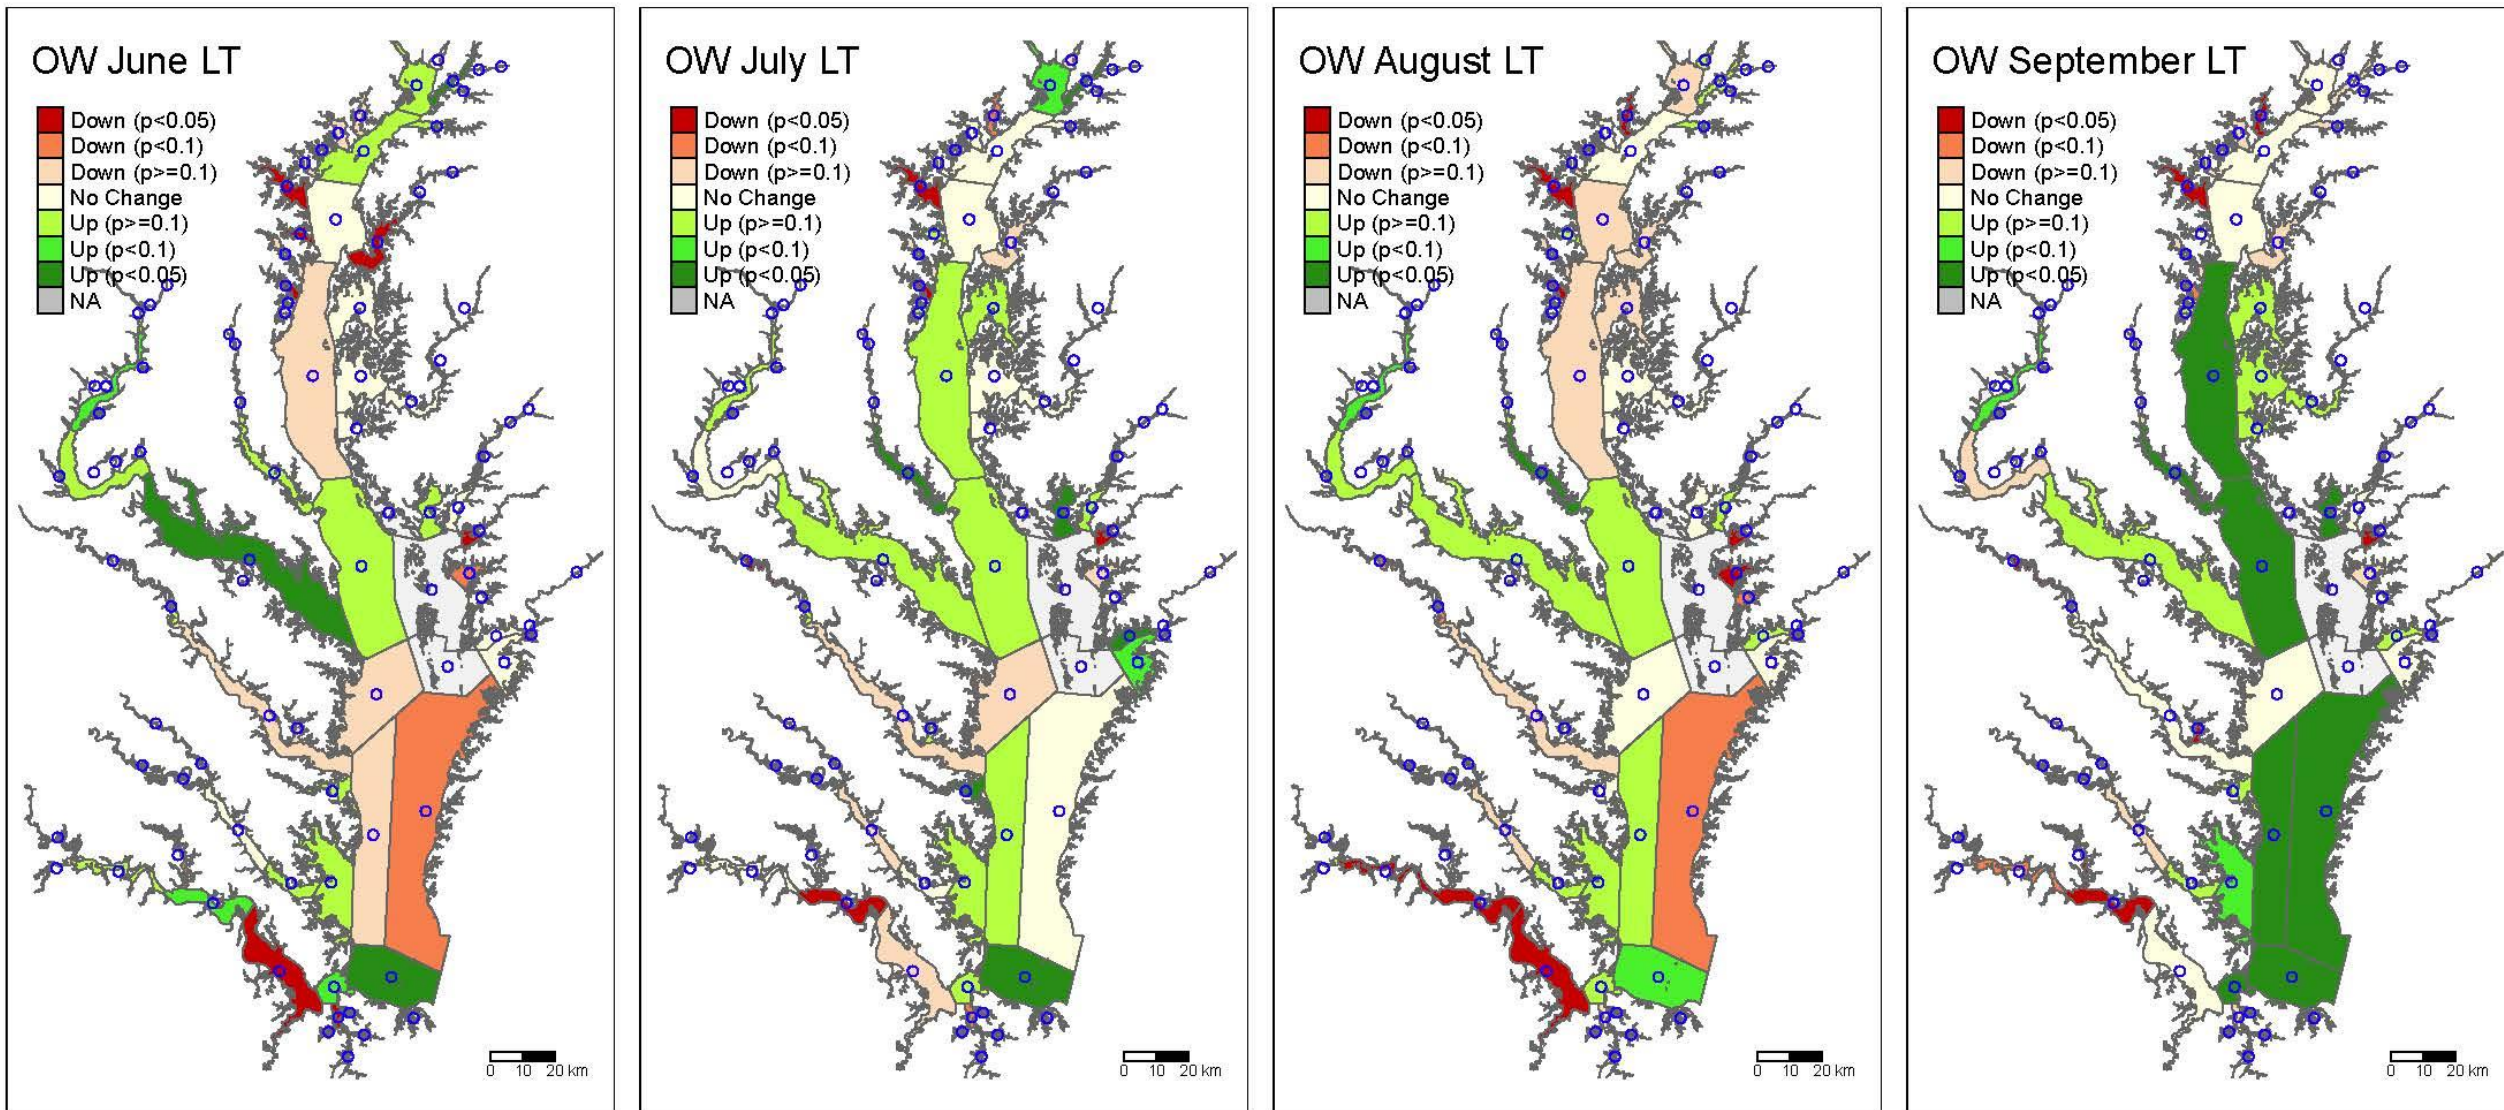 OW June LT
Down (p<0.05)
Down (p<0.1)
Down (p>=0.1)
No Change
Up (p>=0.1)
Up (p<0.1)
Up (p<0.05)
NA
0 10 20 km
OW July LT
Down (p<0.05)
Down (p<0.1)
Down (p>=0.1)
No Change
Up (p>=0.1)
Up (p<0.1)
Up (p<0.05)
NA
0 10 20 km
OW August LT
Down (p<0.05)
Down (p<0.1)
Down (p>=0.1)
No Change
Up (p>=0.1)
Up (p<0.1)
Up (p<0.05)
NA
0 10 20 km
OW September LT
Down (p<0.05)
Down (p<0.1)
Down (p>=0.1)
No Change
Up (p>=0.1)
Up (p<0.1)
Up (p<0.05)
NA
0 10 20 km